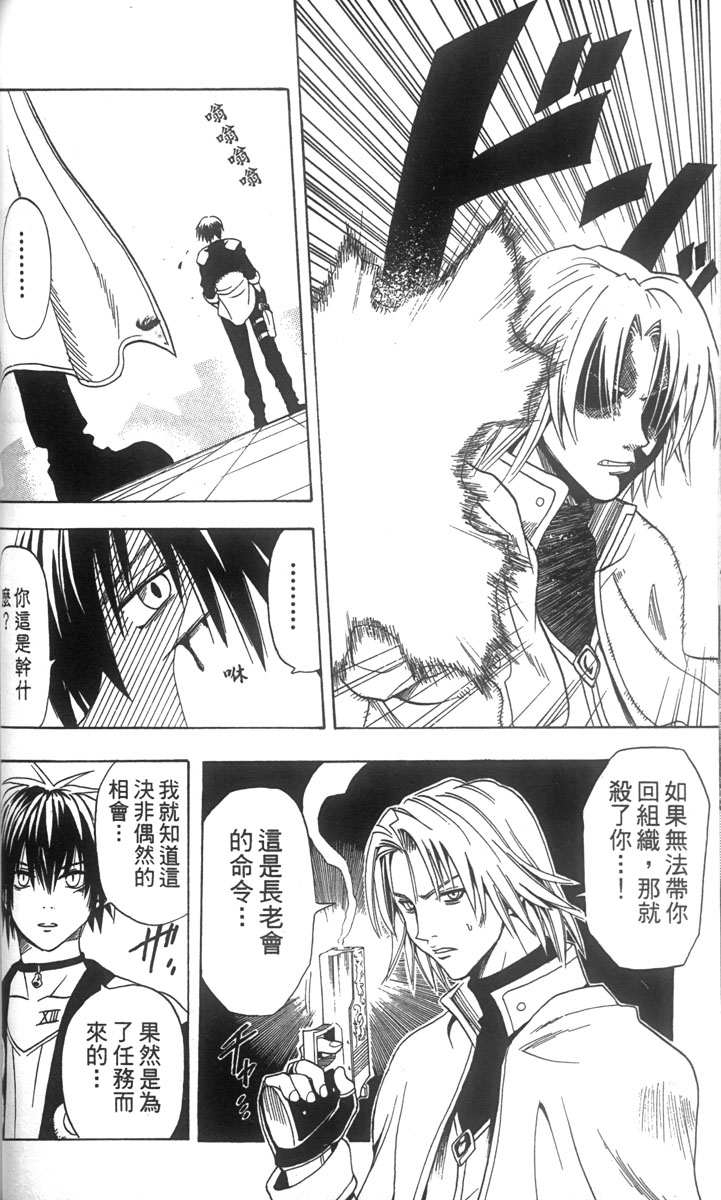 ドンッ
嗡
嗡
嗡
嗡
………
………
咻
你這是幹什
麼？
如果無法帶你
回組織，那就
殺了你…！
這是長老會
的命令…
チャ
我就知道這
決非偶然的
相會…
果然是為
了任務而
來的…
XIII